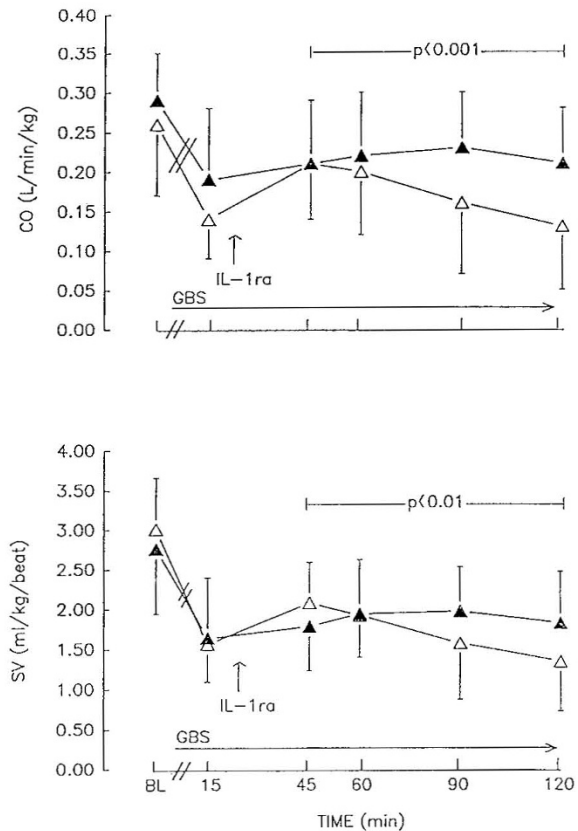 0.40
0.35
0.30
0.25
0.20
0.15
0.10
0.05
0.00
CO (L/min/kg)
p<0.001
IL-1ra
GBS
4.00
3.50
3.00
2.50
2.00
1.50
1.00
0.50
0.00
SV (ml/kg/beat)
p<0.01
IL-1ra
GBS
BL 15 45 60 90 120
TIME (min)